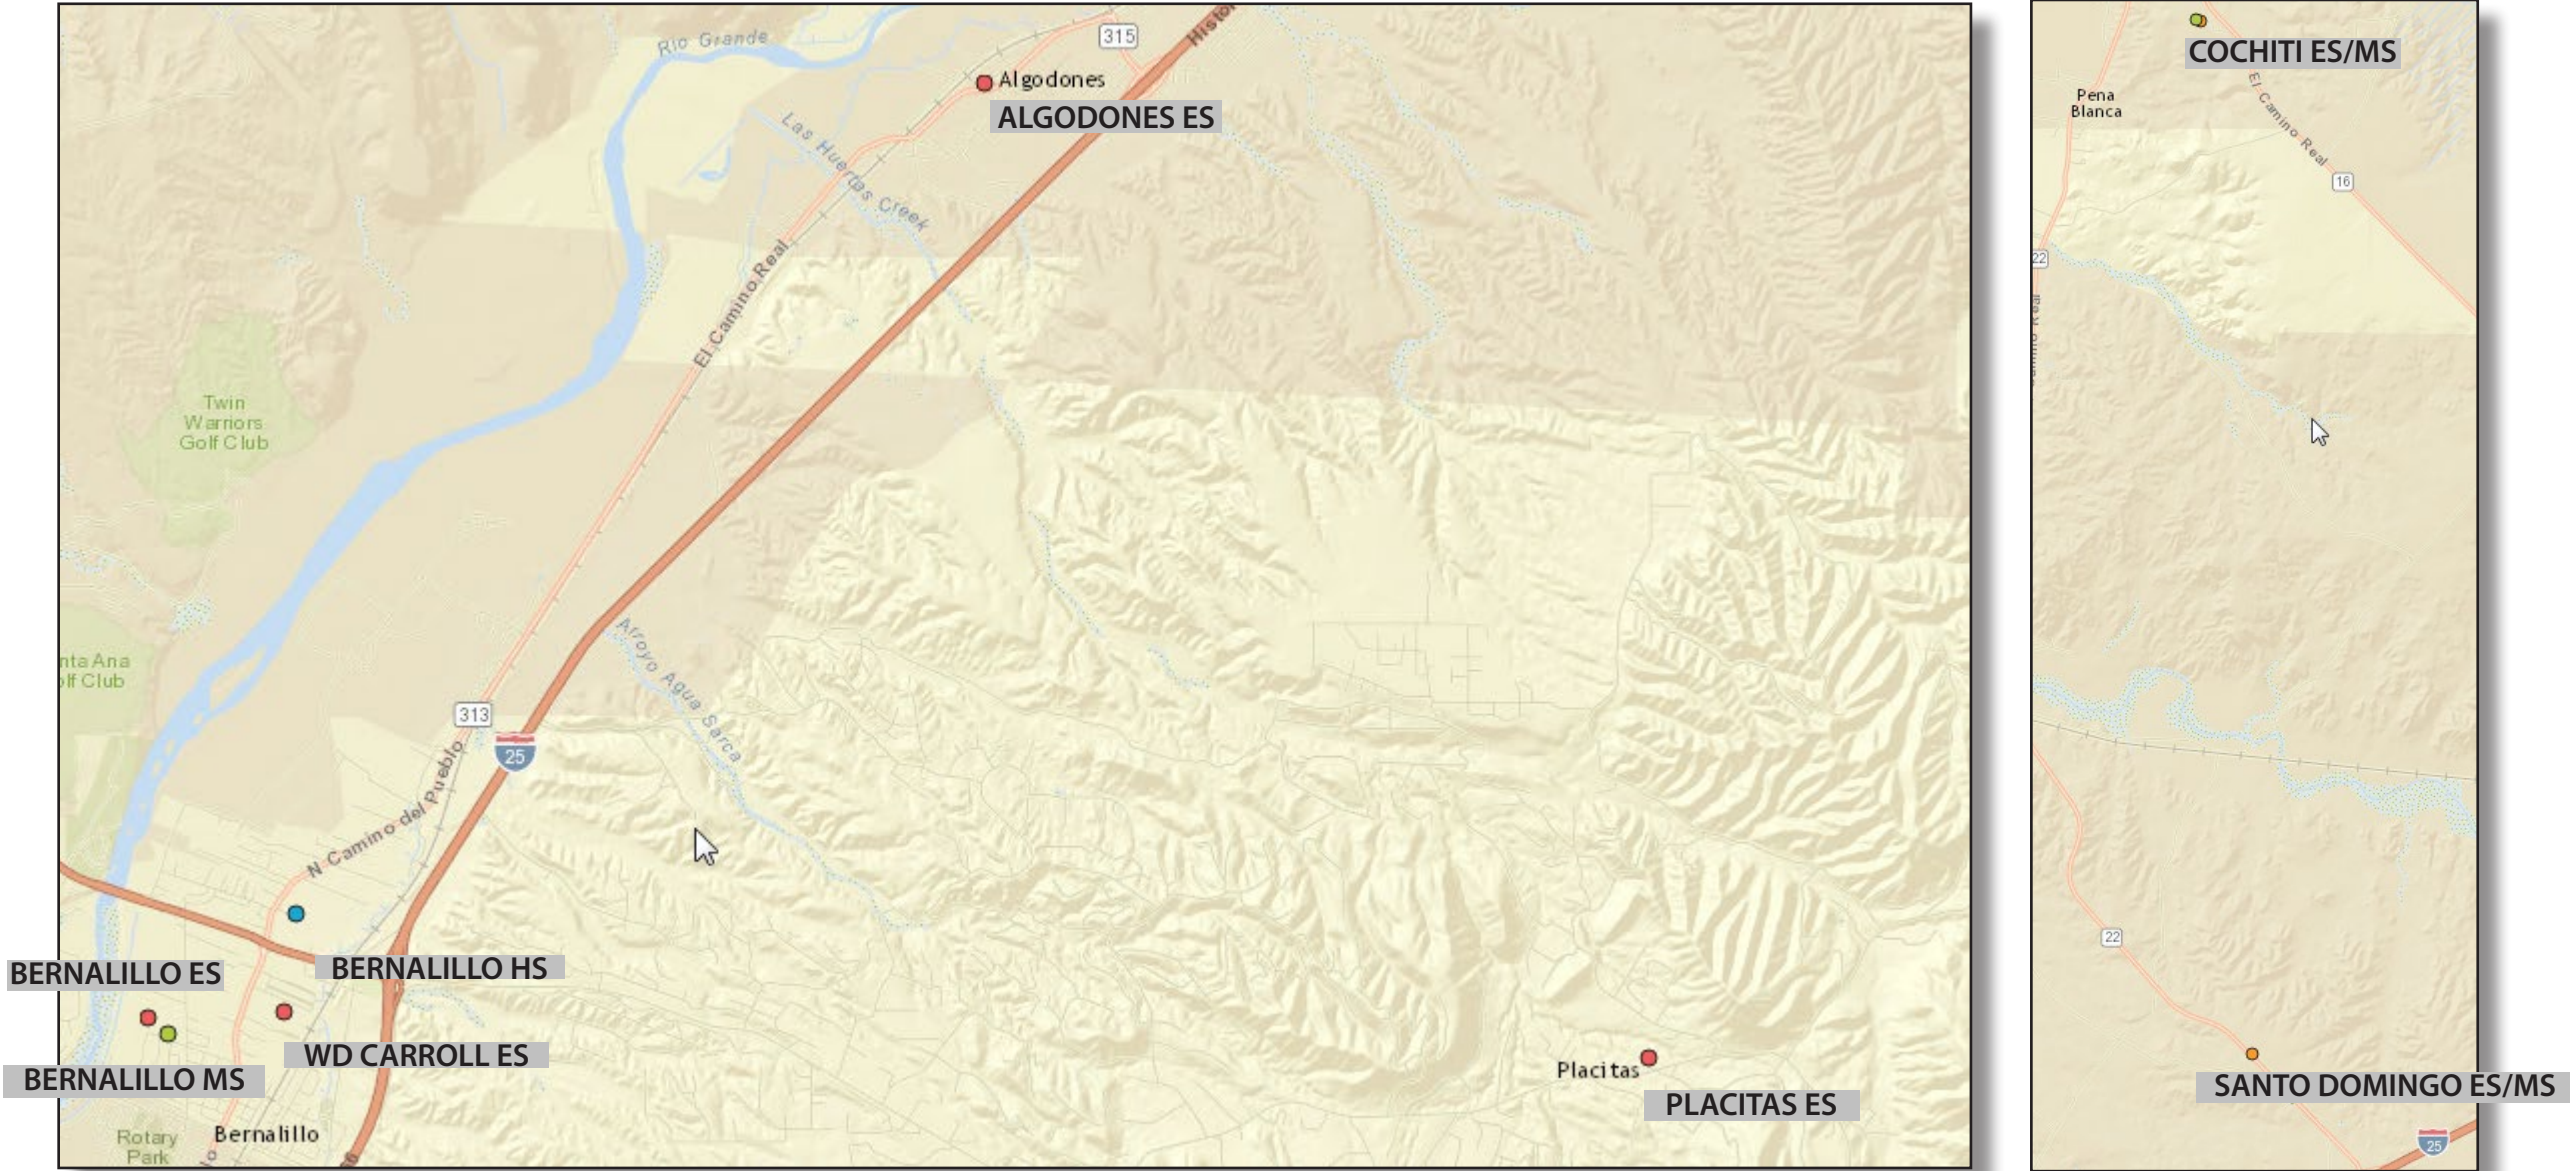 Rio Grande
315
Histo
Algodones
ALGODONES ES
Las Huertas Creek
El Camino Real
Twin
Warriors
Golf Club
Arroyo Agua Sarca
nta Ana
olf Club
313
25
N Camino del Pueblo
BERNALILLO ES
BERNALILLO HS
WD CARROLL ES
BERNALILLO MS
Placitas
PLACITAS ES
Rotary
Park
Bernalillo
COCHITI ES/MS
Pena
Blanca
El Camino Real
16
22
22
SANTO DOMINGO ES/MS
25